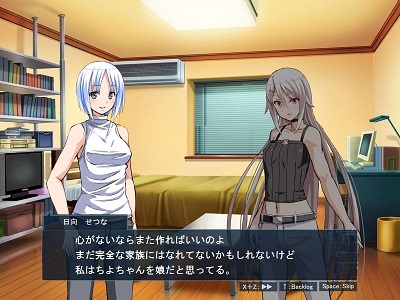 日向　せつな
心がないならまた作ればいいのよ
まだ完全な家族にはなれてないかもしれないけど
私はちよちゃんを娘だと思ってる。
X+Z: ▶▶ ↑:Backlog Space: Skip